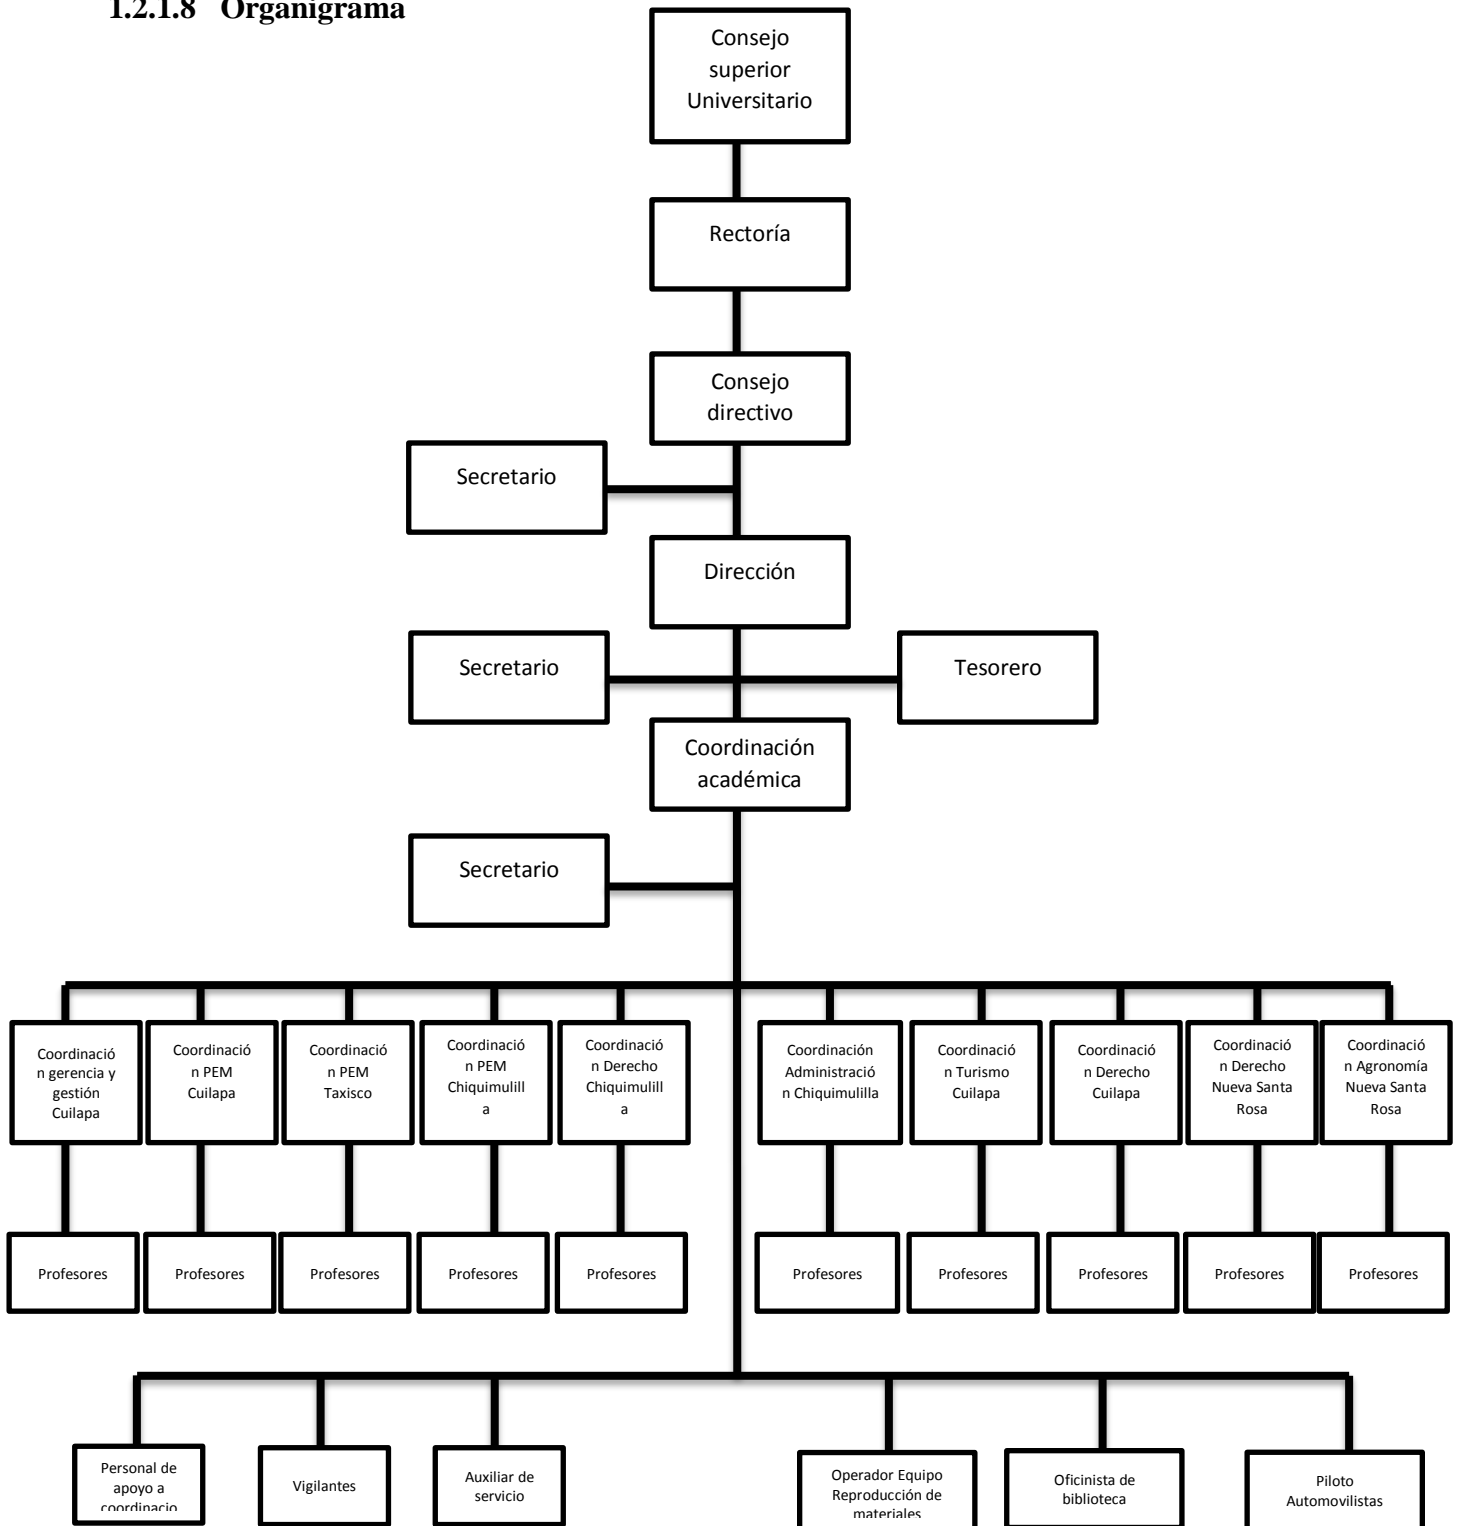 1.2.1.8 Organigrama
Consejo
superior
Universitario
Rectoría
Consejo
directivo
Secretario
Dirección
Secretario
Tesorero
Coordinación
académica
Secretario
Coordinació
n gerencia y
gestión
Cuilapa
Coordinació
n PEM
Cuilapa
Coordinació
n PEM
Taxisco
Coordinació
n PEM
Chiquimulill
a
Coordinació
n Derecho
Chiquimulill
a
Coordinación
Administració
n Chiquimulilla
Coordinació
n Turismo
Cuilapa
Coordinació
n Derecho
Cuilapa
Coordinació
n Derecho
Nueva Santa
Rosa
Coordinació
n Agronomía
Nueva Santa
Rosa
Profesores
Profesores
Profesores
Profesores
Profesores
Profesores
Profesores
Profesores
Profesores
Profesores
Personal de
apoyo a
coordinacio
Vigilantes
Auxiliar de
servicio
Operador Equipo
Reproducción de
materiales
Oficinista de
biblioteca
Piloto
Automovilistas